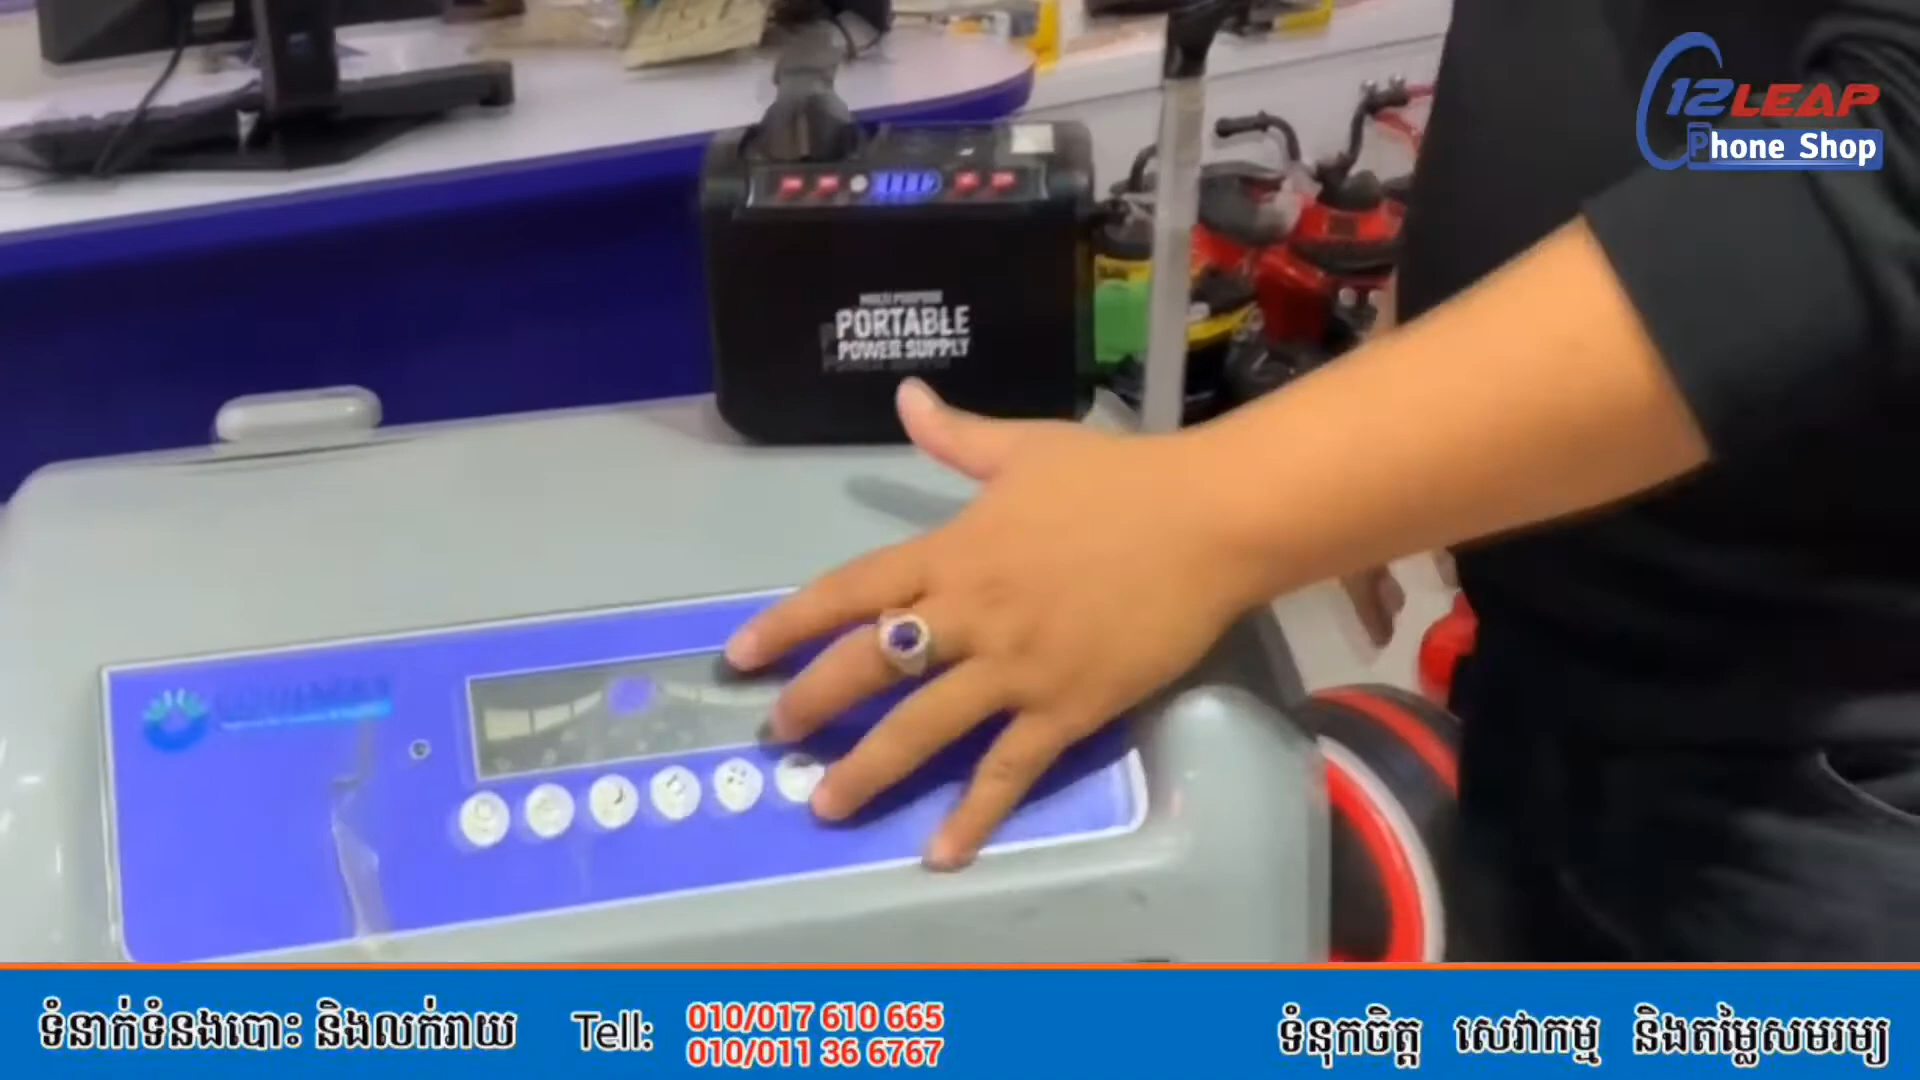 12LEAP
Phone Shop
MULTI PURPOSE
PORTABLE
POWER SUPPLY
ទំនាក់ទំនងបោះ និងលក់រាយ
Tell:
010/017 610 665
010/011 36 6767
ទំនុកចិត្ត សេវាកម្ម និងតម្លៃសមរម្យ